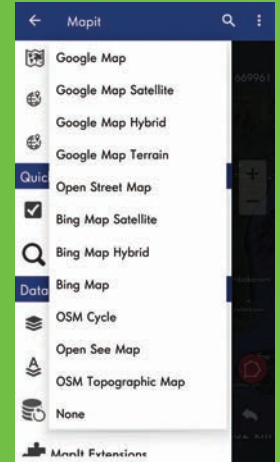 Mapit
Google Map
669961
Google Map Satellite
Google Map Hybrid
Google Map Terrain
Quic
Open Street Map
Bing Map Satellite
Bing Map Hybrid
Data
Bing Map
OSM Cycle
Open See Map
OSM Topographic Map
None
MapIt Extensions